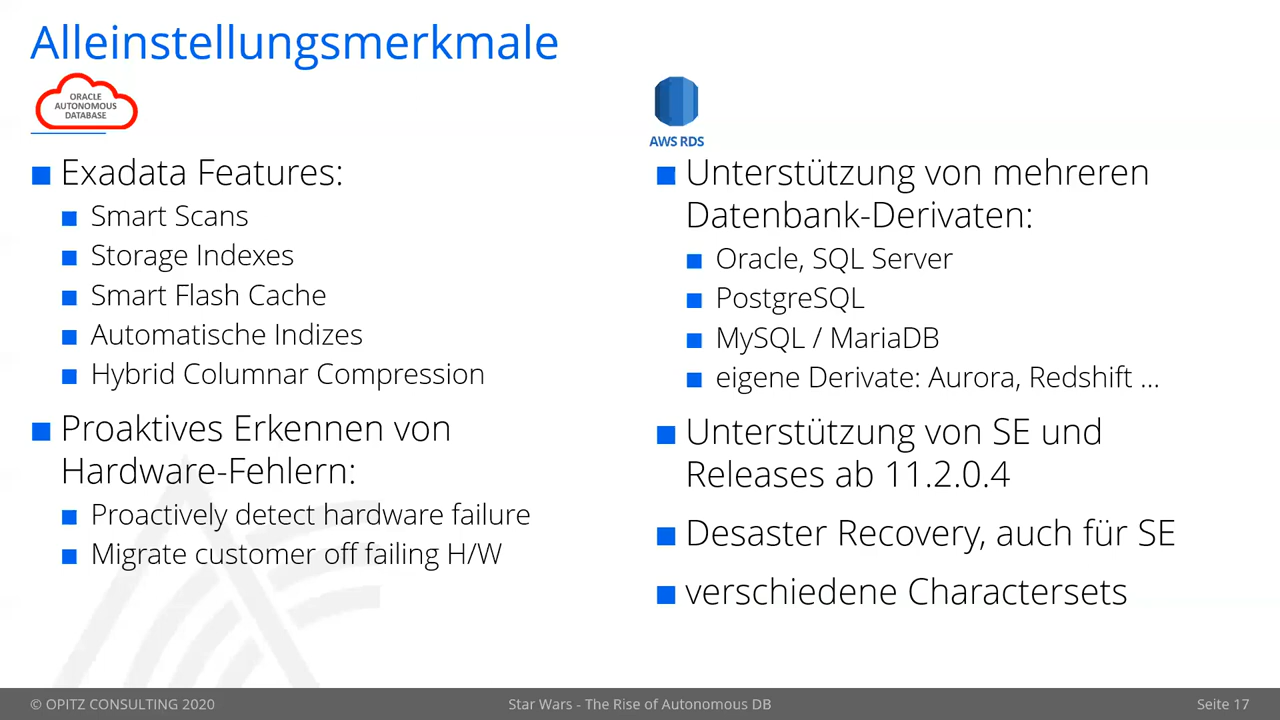 Alleinstellungsmerkmale
ORACLE
AUTONOMOUS
DATABASE
Exadata Features:
Smart Scans
Storage Indexes
Smart Flash Cache
Automatische Indizes
Hybrid Columnar Compression
Proaktives Erkennen von
Hardware-Fehlern:
Proactively detect hardware failure
Migrate customer off failing H/W
AWS RDS
Unterstützung von mehreren
Datenbank-Derivaten:
Oracle, SQL Server
PostgreSQL
MySQL / MariaDB
eigene Derivate: Aurora, Redshift ...
Unterstützung von SE und
Releases ab 11.2.0.4
Desaster Recovery, auch für SE
verschiedene Charactersets
© OPITZ CONSULTING 2020
Star Wars - The Rise of Autonomous DB
Seite 17